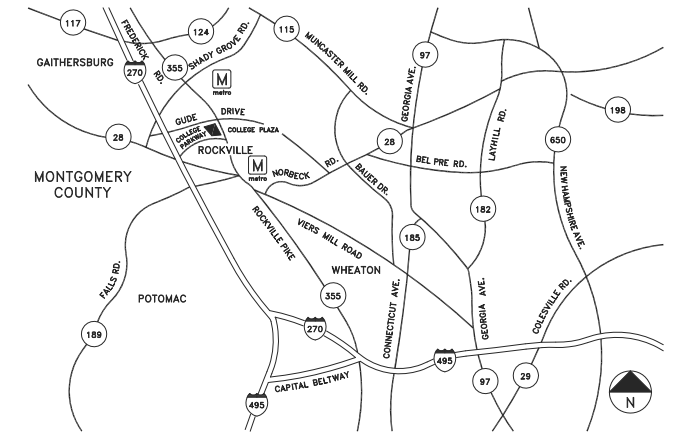 117
124
115
GAITHERSBURG
FREDERICK RD.
270
355
SHADY GROVE RD.
MUNCASTER MILL RD.
97
GEORGIA AVE.
M
metro
198
GUDE DRIVE
COLLEGE PARKWAY
COLLEGE PLAZA
28
ROCKVILLE
28
LAYHILL RD.
650
BEL PRE RD.
M
metro
NORBECK RD.
BAUER DR.
NEW HAMPSHIRE AVE.
MONTGOMERY
COUNTY
182
ROCKVILLE PIKE
VIERS MILL ROAD
185
WHEATON
FALLS RD.
POTOMAC
355
CONNECTICUT AVE.
GEORGIA AVE.
COLESVILLE RD.
189
270
495
CAPITAL BELTWAY
97
29
495
N